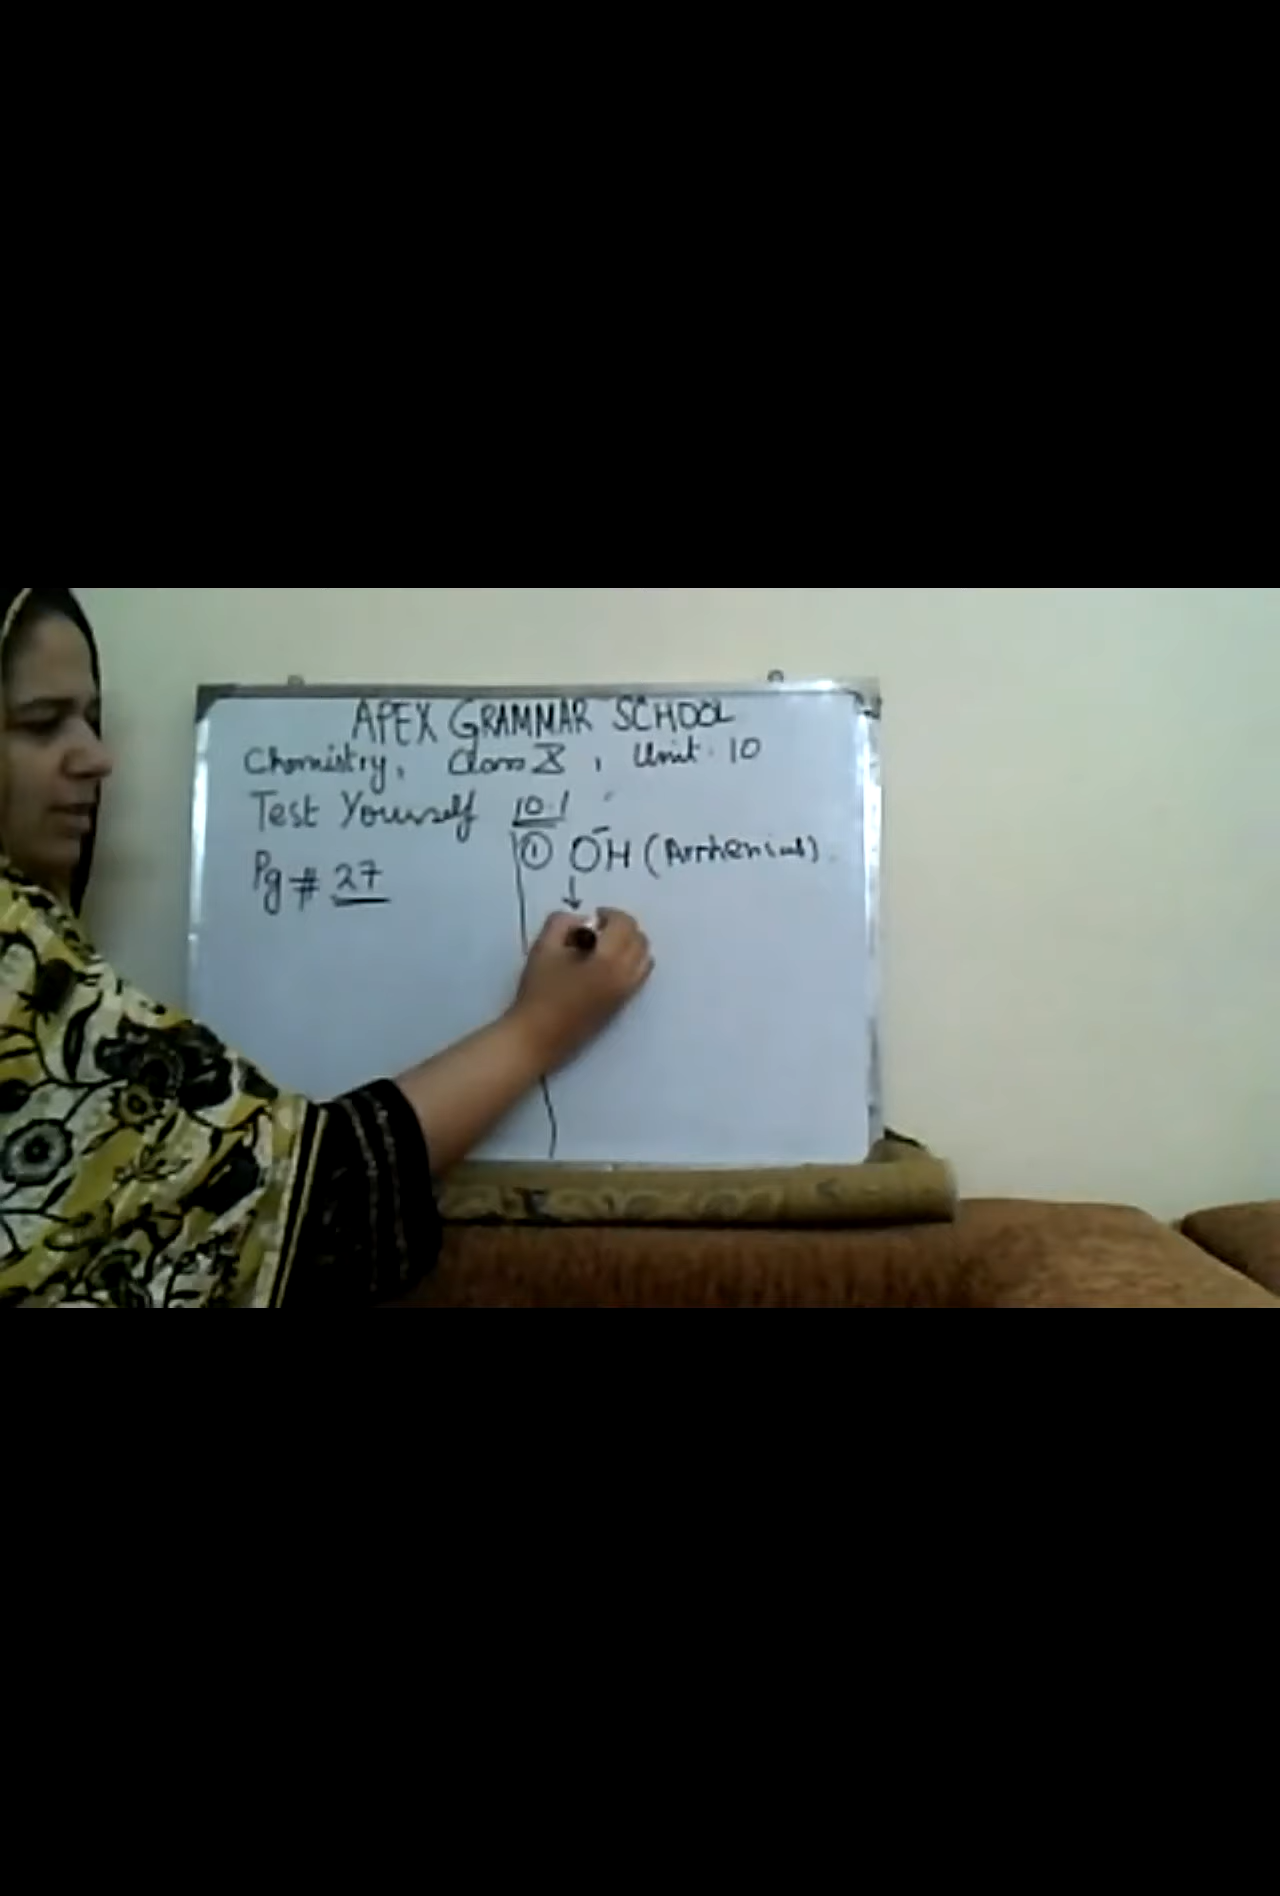 APEX GRAMMAR SCHOOL
Chemistry, Class X, Unit. 10
Test Yourself 10.1
Pg # 27
① OH⁻ (Arrhenius).
↓